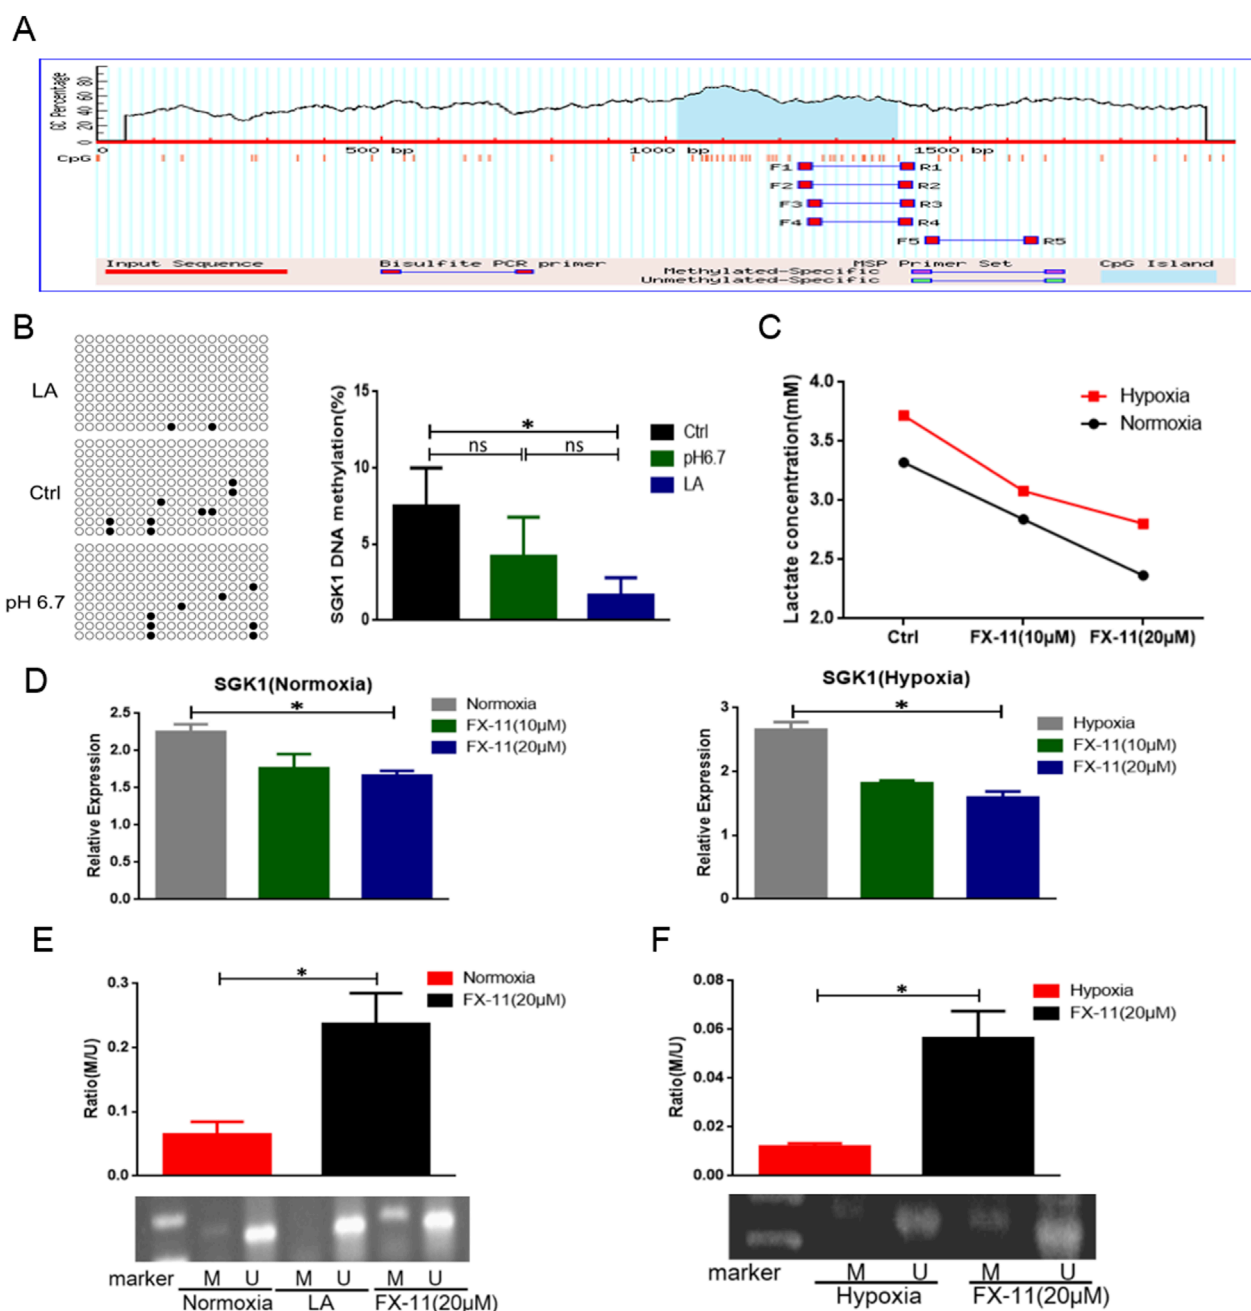 A
GC Percentage
0 20 40 60 80
0 500 bp 1000 bp 1500 bp
CpG
F1 R1
F2 R2
F3 R3
F4 R4
F5 R5
Input Sequence Bisulfite PCR primer MSP Primer Set CpG Island
Methylated-Specific
Unmethylated-Specific
B
LA
Ctrl
pH 6.7
SGK1 DNA methylation(%)
15
10
5
0
*
ns ns
Ctrl
pH6.7
LA
C
Lactate concentration(mM)
4.0
3.5
3.0
2.5
2.0
Hypoxia
Normoxia
Ctrl FX-11(10μM) FX-11(20μM)
D
SGK1(Normoxia)
Relative Expression
2.5
2.0
1.5
1.0
0.5
0.0
*
Normoxia
FX-11(10μM)
FX-11(20μM)
SGK1(Hypoxia)
Relative Expression
3
2
1
0
*
Hypoxia
FX-11(10μM)
FX-11(20μM)
E
Ratio(M/U)
0.3
0.2
0.1
0.0
*
Normoxia
FX-11(20μM)
marker M U M U M U
Normoxia LA FX-11(20μM)
F
Ratio(M/U)
0.08
0.06
0.04
0.02
0.00
*
Hypoxia
FX-11(20μM)
marker M U M U
Hypoxia FX-11(20μM)